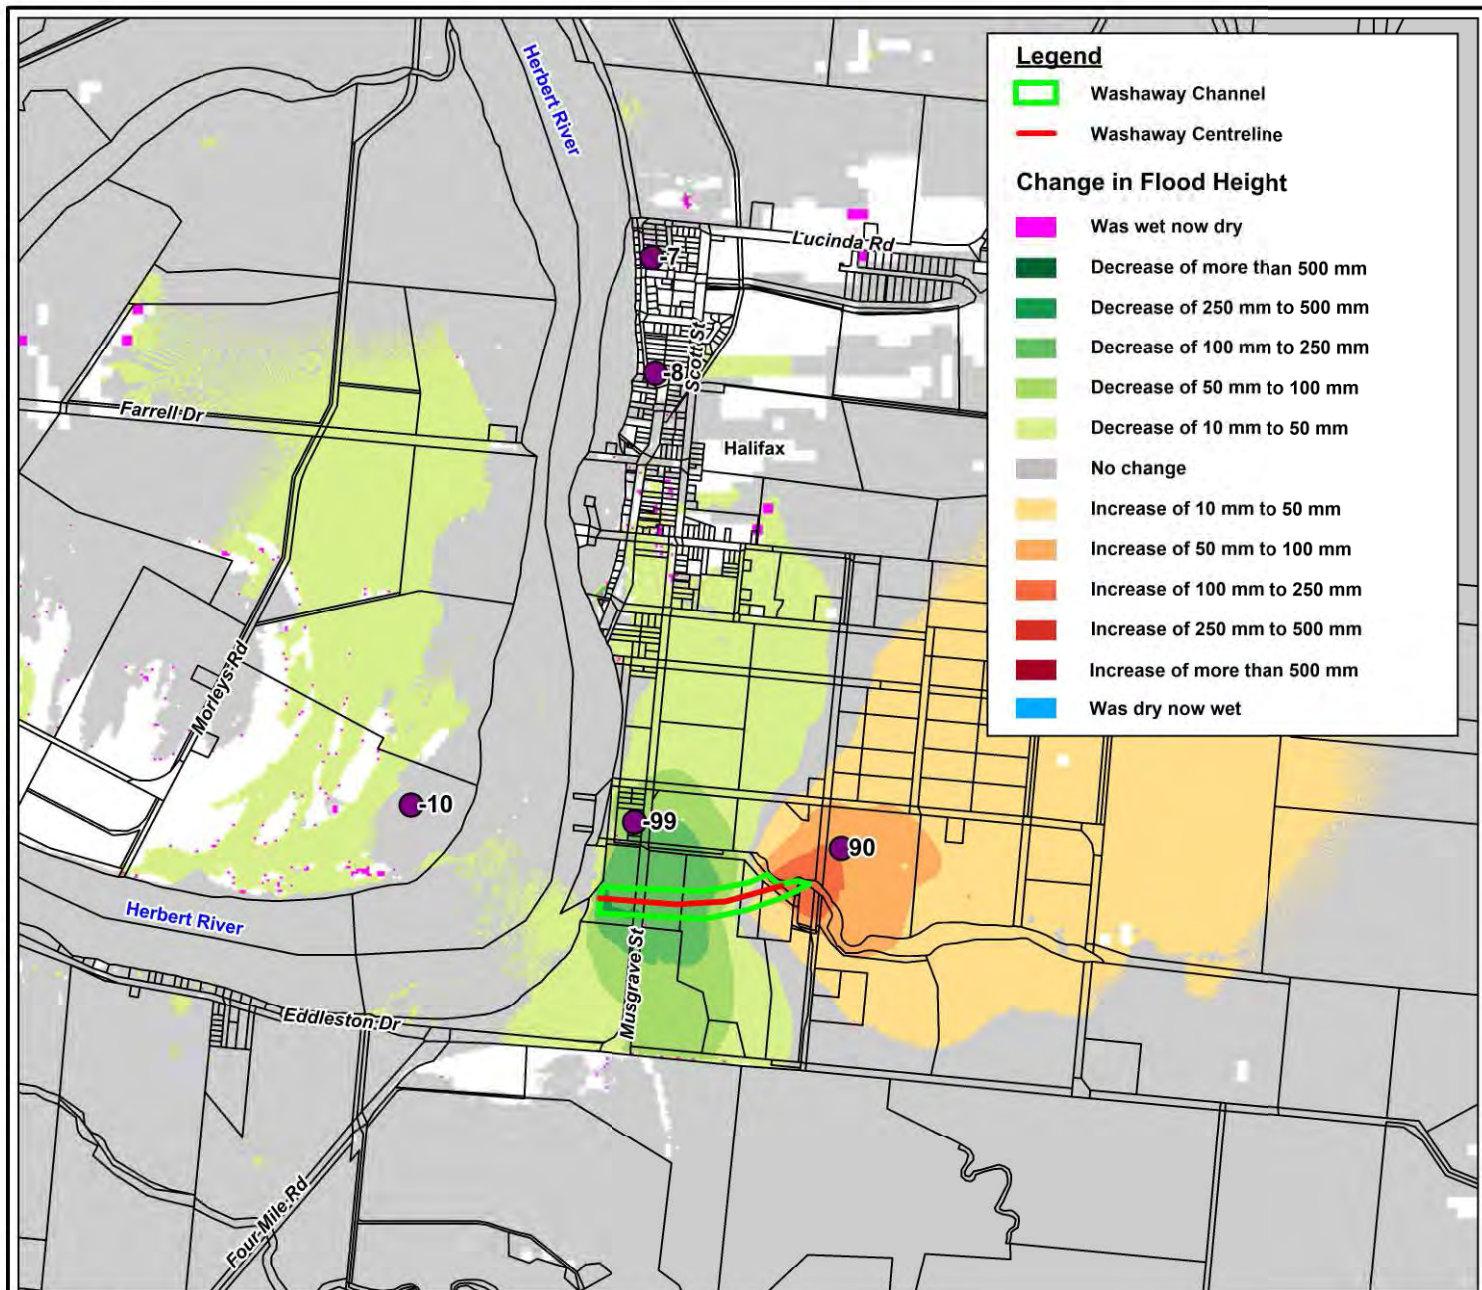 Herbert River
Legend
Washaway Channel
Washaway Centreline
Change in Flood Height
Was wet now dry
Decrease of more than 500 mm
Decrease of 250 mm to 500 mm
Decrease of 100 mm to 250 mm
Decrease of 50 mm to 100 mm
Decrease of 10 mm to 50 mm
No change
Increase of 10 mm to 50 mm
Increase of 50 mm to 100 mm
Increase of 100 mm to 250 mm
Increase of 250 mm to 500 mm
Increase of more than 500 mm
Was dry now wet
Lucinda Rd
-7
Scott St
-8
Farrell Dr
Halifax
Morleys Rd
-10
-99
90
Herbert River
Musgrave St
Eddleston Dr
Four Mile Rd